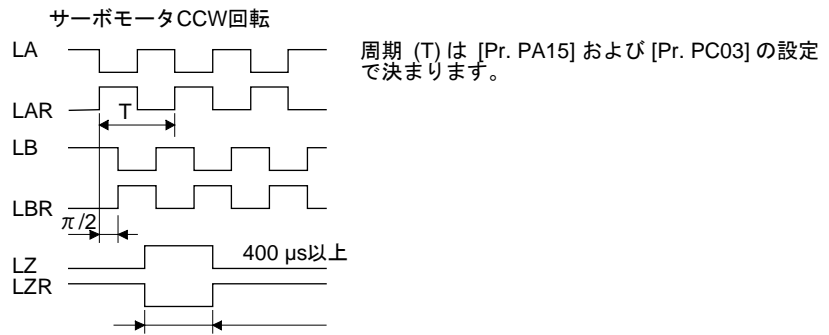 サーボモータCCW回転
LA
周期 (T) は [Pr. PA15] および [Pr. PC03] の設定
で決まります。
LAR
T
LB
LBR
π/2
LZ
400 μs以上
LZR